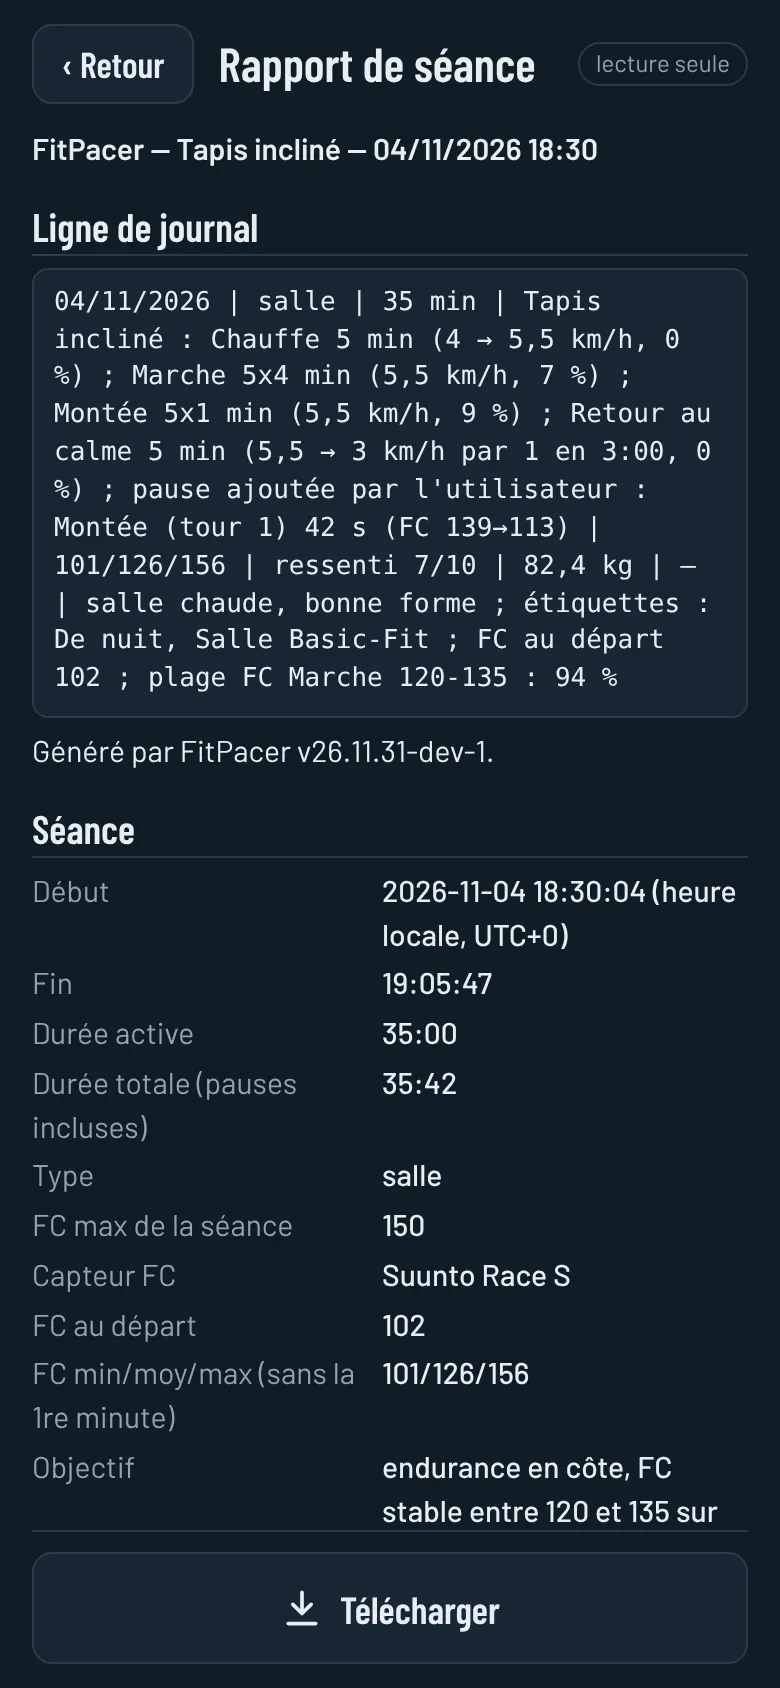 ‹ Retour
Rapport de séance
lecture seule
FitPacer — Tapis incliné — 04/11/2026 18:30
Ligne de journal
04/11/2026 | salle | 35 min | Tapis
incliné : Chauffe 5 min (4 → 5,5 km/h, 0
%) ; Marche 5x4 min (5,5 km/h, 7 %) ;
Montée 5x1 min (5,5 km/h, 9 %) ; Retour au
calme 5 min (5,5 → 3 km/h par 1 en 3:00, 0
%) ; pause ajoutée par l'utilisateur :
Montée (tour 1) 42 s (FC 139→113) |
101/126/156 | ressenti 7/10 | 82,4 kg | —
| salle chaude, bonne forme ; étiquettes :
De nuit, Salle Basic-Fit ; FC au départ
102 ; plage FC Marche 120-135 : 94 %
Généré par FitPacer v26.11.31-dev-1.
Séance
Début
2026-11-04 18:30:04 (heure
locale, UTC+0)
Fin
19:05:47
Durée active
35:00
Durée totale (pauses
incluses)
35:42
Type
salle
FC max de la séance
150
Capteur FC
Suunto Race S
FC au départ
102
FC min/moy/max (sans la
1re minute)
101/126/156
Objectif
endurance en côte, FC
stable entre 120 et 135 sur
Télécharger